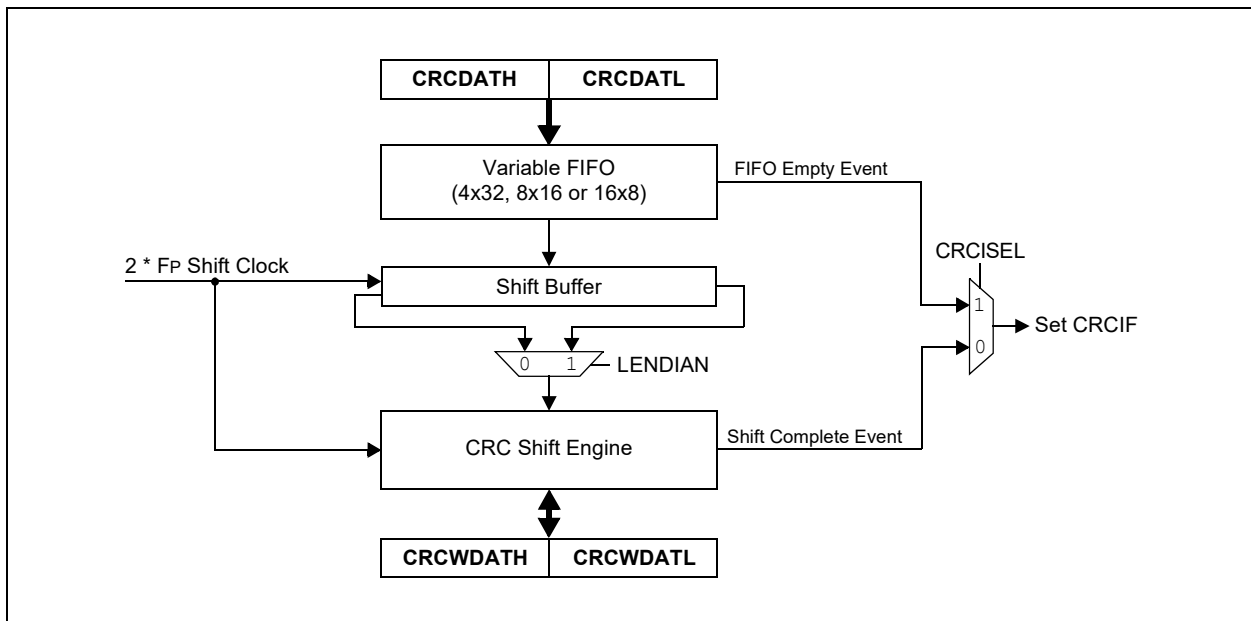 CRCDATH CRCDATL
Variable FIFO
(4x32, 8x16 or 16x8)
FIFO Empty Event
2 * FP Shift Clock
CRCISEL
Shift Buffer
1
Set CRCIF
0
0 1
LENDIAN
CRC Shift Engine
Shift Complete Event
CRCWDATH CRCWDATL